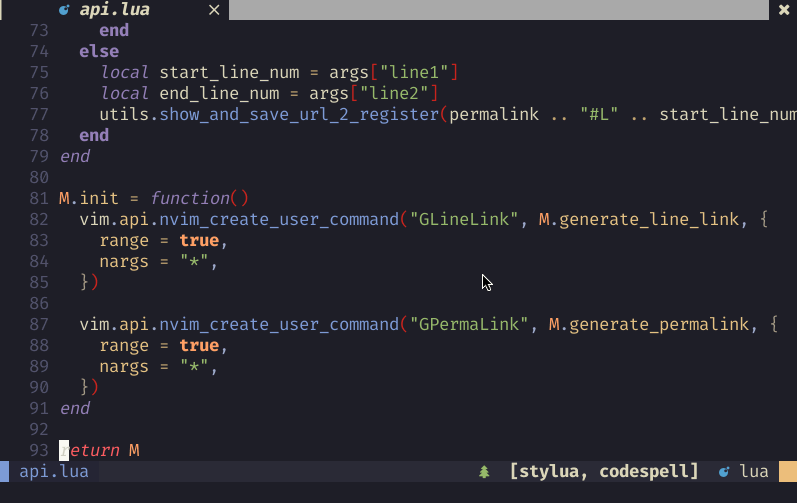 api.lua ✕ ✖
73     end
74   else
75     local start_line_num = args["line1"]
76     local end_line_num = args["line2"]
77     utils.show_and_save_url_2_register(permalink .. "#L" .. start_line_num
78   end
79 end
80
81 M.init = function()
82   vim.api.nvim_create_user_command("GLineLink", M.generate_line_link, {
83     range = true,
84     nargs = "*",
85   })
86
87   vim.api.nvim_create_user_command("GPermaLink", M.generate_permalink, {
88     range = true,
89     nargs = "*",
90   })
91 end
92
93 return M
api.lua [stylua, codespell] lua